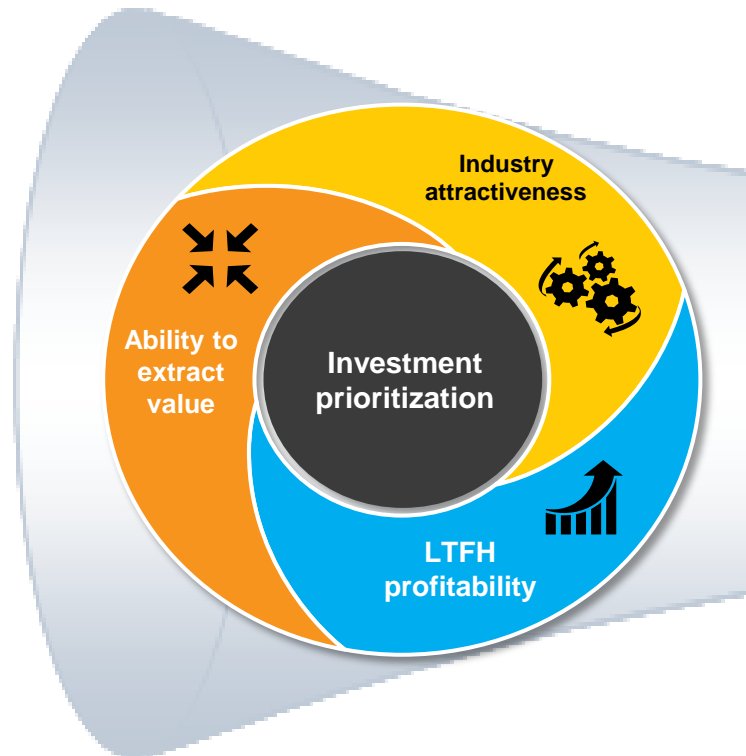 Industry
attractiveness
Ability to
extract
value
Investment
prioritization
LTFH
profitability